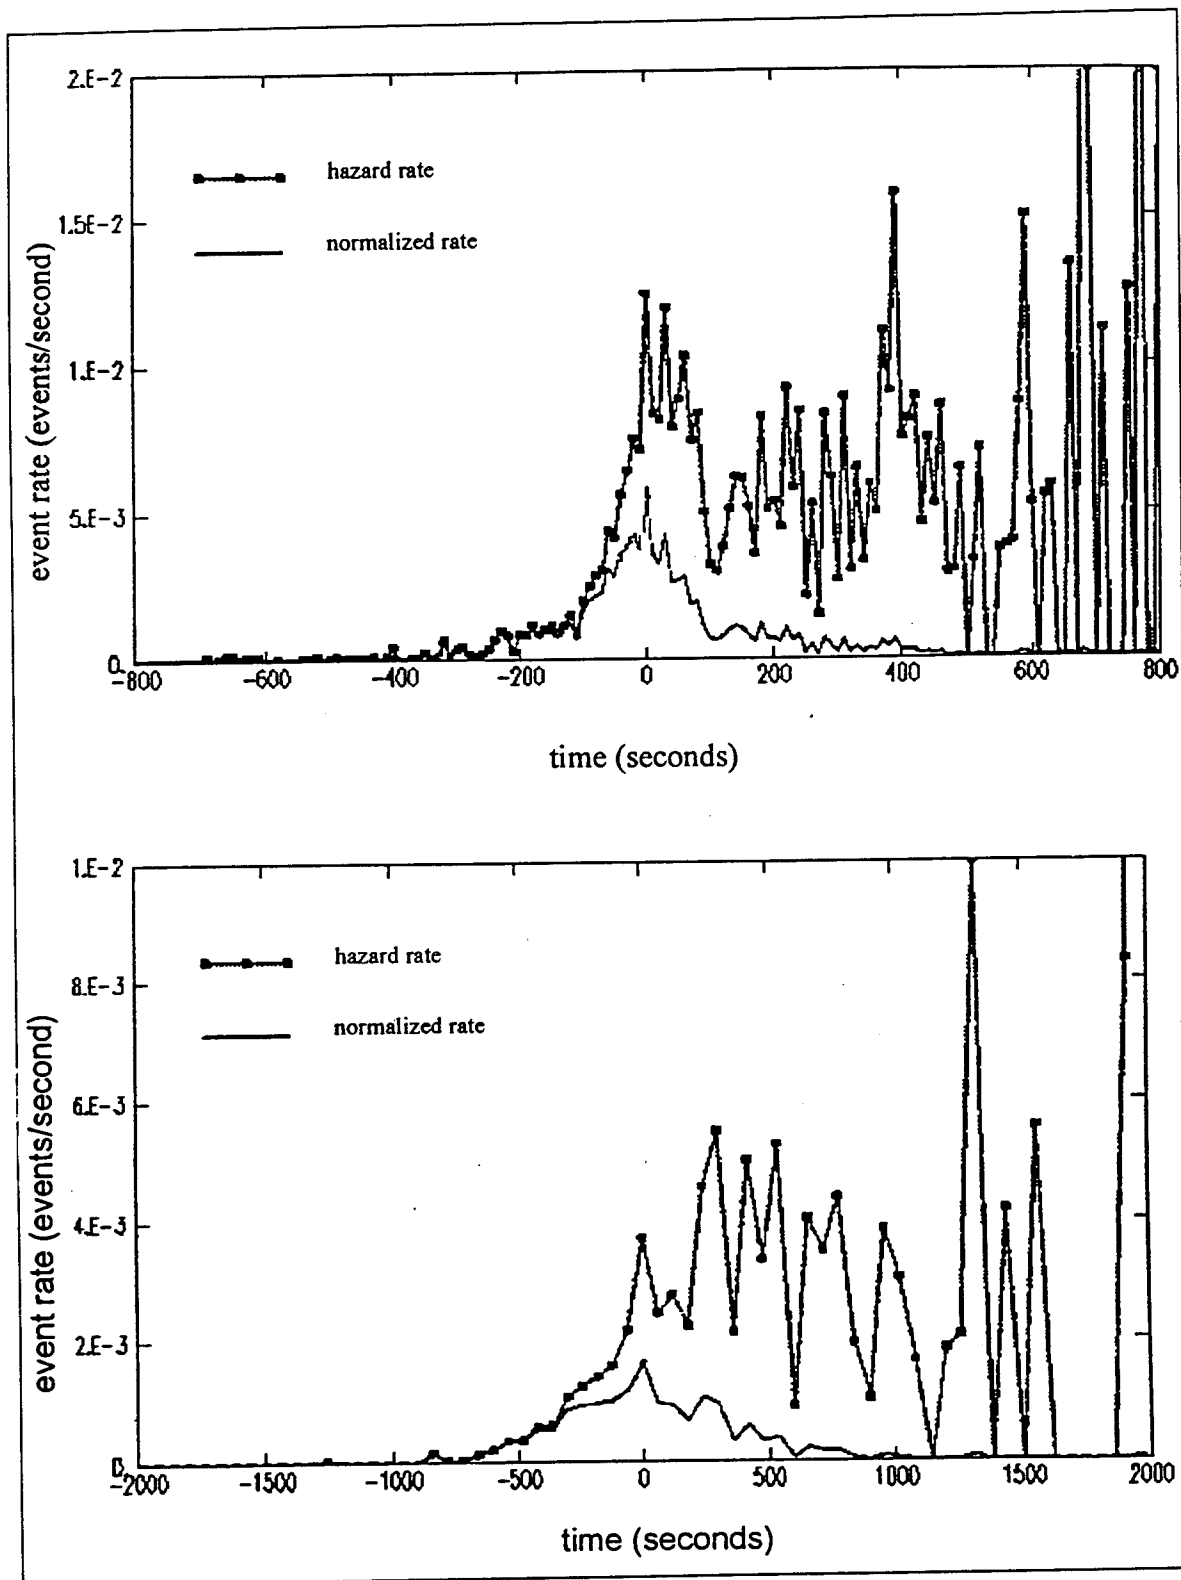 2.E-2
hazard rate
1.5E-2
normalized rate
event rate (events/second)
1.E-2
5.E-3
0.
-800 -600 -400 -200 0 200 400 600 800
time (seconds)
1.E-2
hazard rate
8.E-3
normalized rate
event rate (events/second)
6.E-3
4.E-3
2.E-3
0.
-2000 -1500 -1000 -500 0 500 1000 1500 2000
time (seconds)